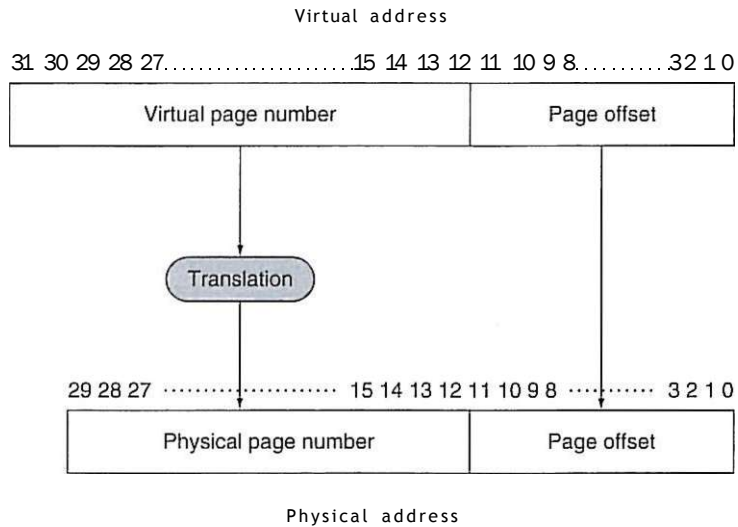 Virtual address
31 30 29 28 27.....................15 14 13 12 11 10 9 8..........3 2 1 0
Virtual page number Page offset
Translation
29 28 27 ..................... 15 14 13 12 11 10 9 8 .......... 3 2 1 0
Physical page number Page offset
Physical address